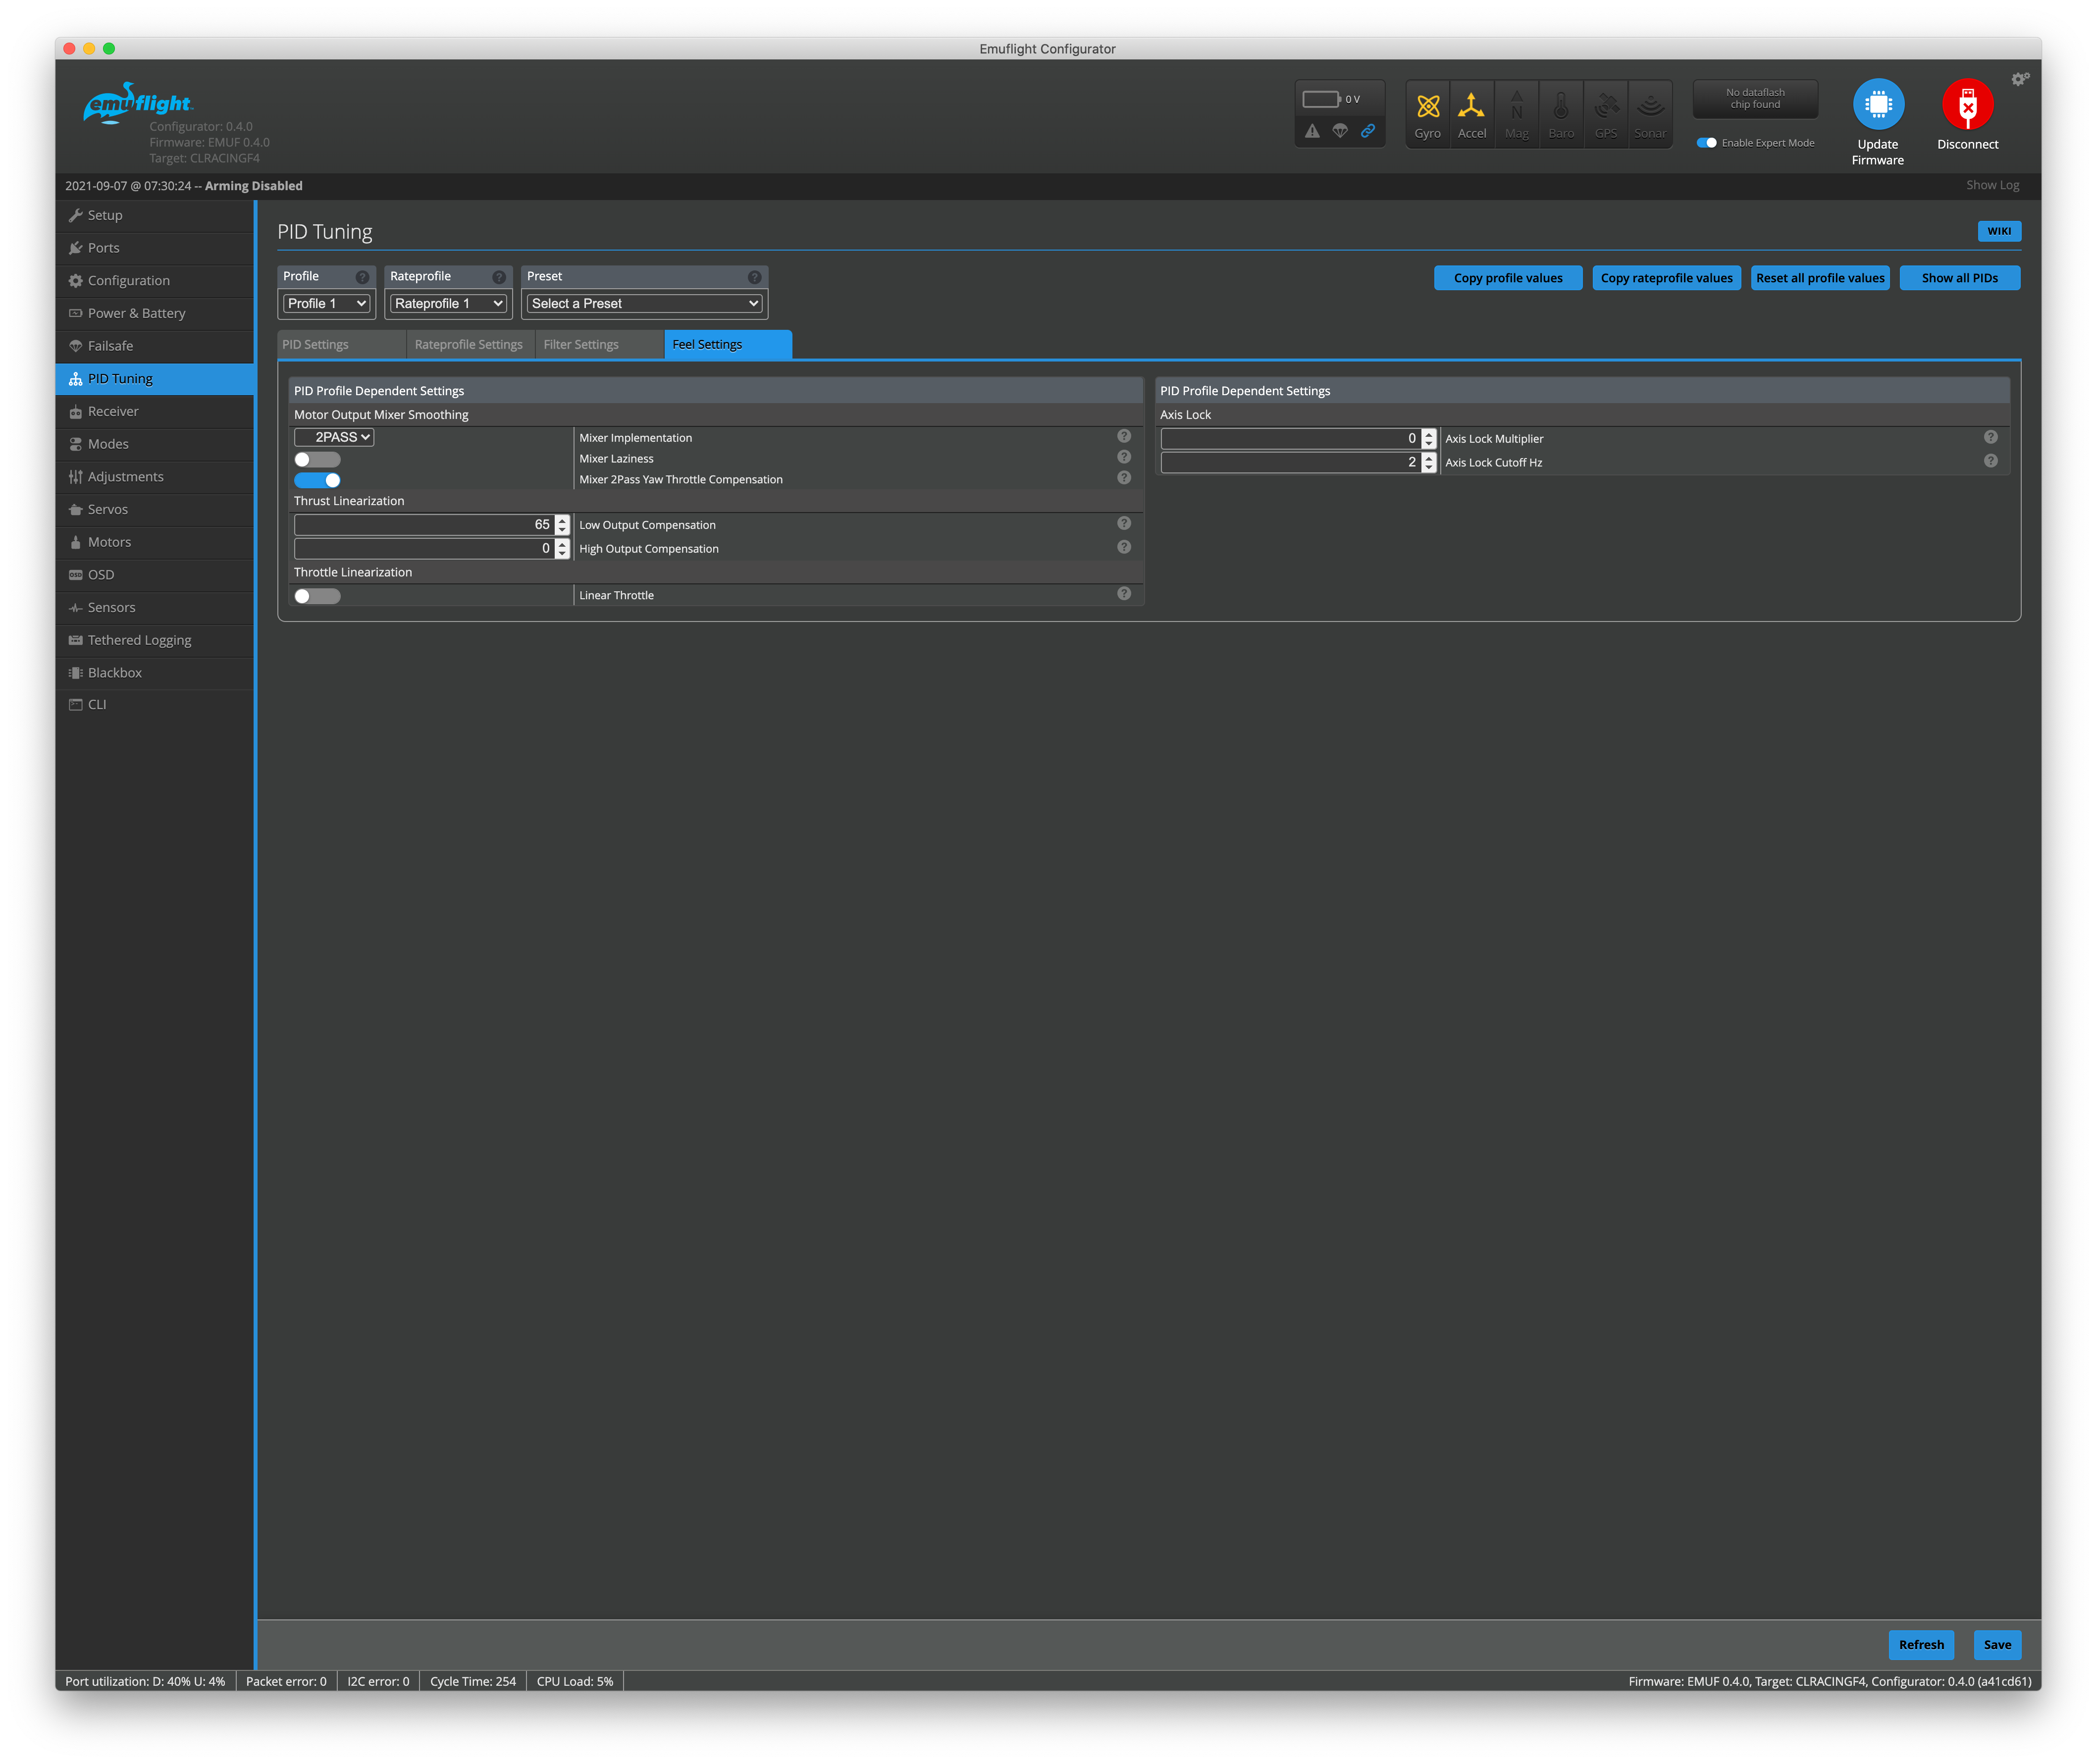 Emuflight Configurator
emuflight
Configurator: 0.4.0
Firmware: EMUF 0.4.0
Target: CLRACINGF4
0 V
Gyro Accel Mag Baro GPS Sonar
No dataflash
chip found
Enable Expert Mode
Update
Firmware
Disconnect
2021-09-07 @ 07:30:24 -- Arming Disabled
Show Log
Setup
Ports
Configuration
Power & Battery
Failsafe
PID Tuning
Receiver
Modes
Adjustments
Servos
Motors
OSD
Sensors
Tethered Logging
Blackbox
CLI
PID Tuning
WIKI
Profile
Profile 1
Rateprofile
Rateprofile 1
Preset
Select a Preset
Copy profile values
Copy rateprofile values
Reset all profile values
Show all PIDs
PID Settings
Rateprofile Settings
Filter Settings
Feel Settings
PID Profile Dependent Settings
Motor Output Mixer Smoothing
2PASS Mixer Implementation
Mixer Laziness
Mixer 2Pass Yaw Throttle Compensation
Thrust Linearization
65 Low Output Compensation
0 High Output Compensation
Throttle Linearization
Linear Throttle
PID Profile Dependent Settings
Axis Lock
0 Axis Lock Multiplier
2 Axis Lock Cutoff Hz
Refresh
Save
Port utilization: D: 40% U: 4%
Packet error: 0
I2C error: 0
Cycle Time: 254
CPU Load: 5%
Firmware: EMUF 0.4.0, Target: CLRACINGF4, Configurator: 0.4.0 (a41cd61)